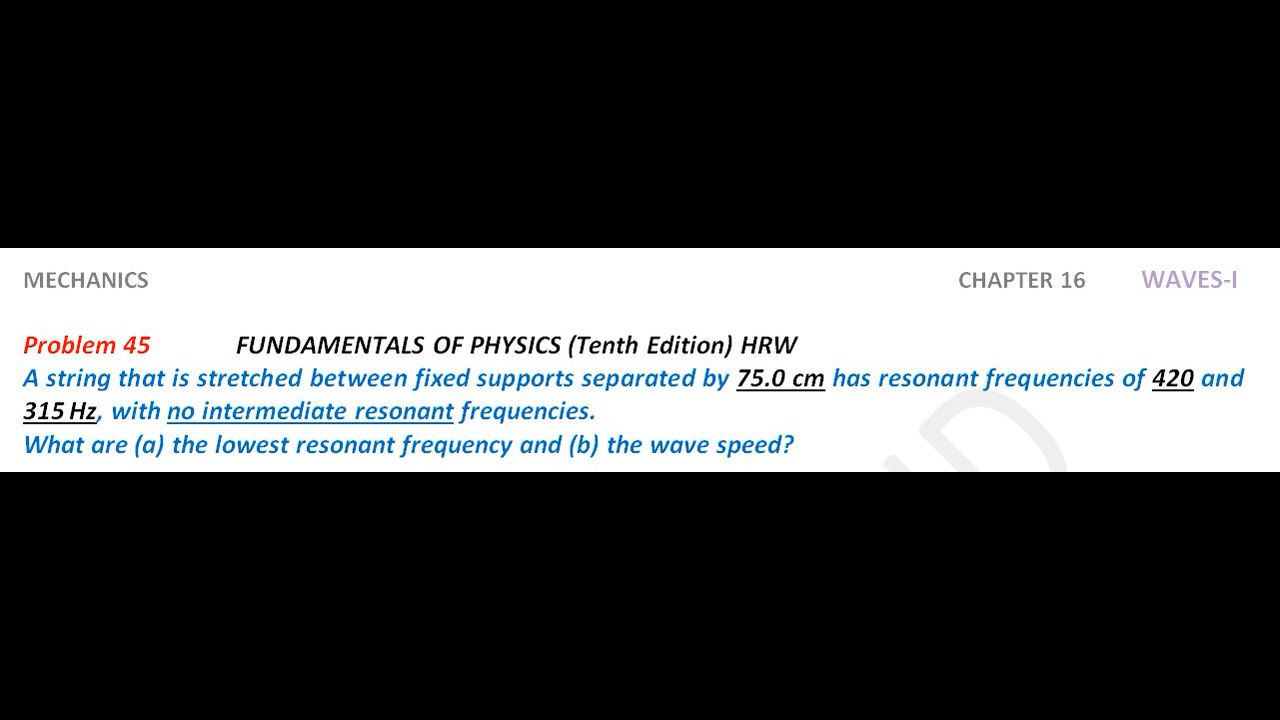 MECHANICS CHAPTER 16 WAVES-I
Problem 45 FUNDAMENTALS OF PHYSICS (Tenth Edition) HRW
A string that is stretched between fixed supports separated by 75.0 cm has resonant frequencies of 420 and
315 Hz, with no intermediate resonant frequencies.
What are (a) the lowest resonant frequency and (b) the wave speed?